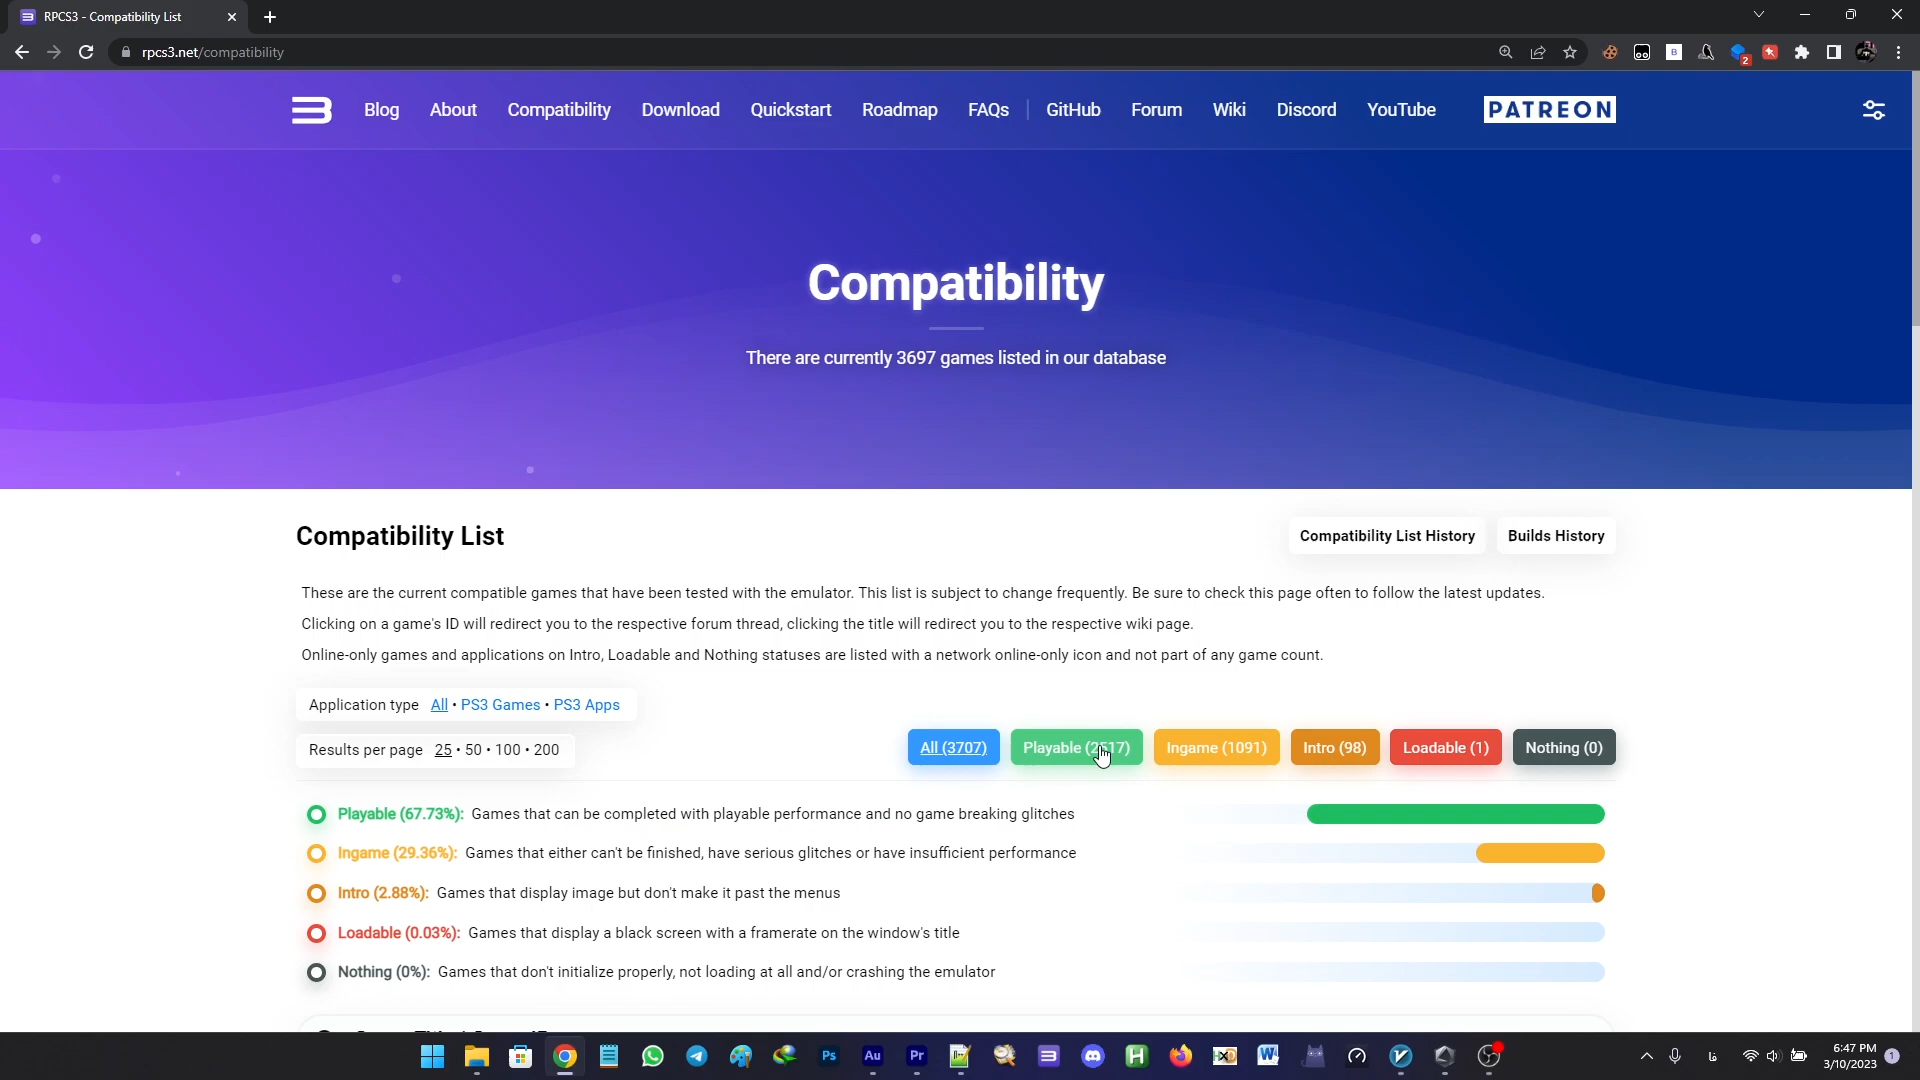 RPCS3 - Compatibility List
rpcs3.net/compatibility
2
Blog About Compatibility Download Quickstart Roadmap FAQs GitHub Forum Wiki Discord YouTube PATREON
Compatibility
There are currently 3697 games listed in our database
Compatibility List
Compatibility List History Builds History
These are the current compatible games that have been tested with the emulator. This list is subject to change frequently. Be sure to check this page often to follow the latest updates.
Clicking on a game's ID will redirect you to the respective forum thread, clicking the title will redirect you to the respective wiki page.
Online-only games and applications on Intro, Loadable and Nothing statuses are listed with a network online-only icon and not part of any game count.
Application type All • PS3 Games • PS3 Apps
Results per page 25 • 50 • 100 • 200
All (3707) Playable Ingame (1091) Intro (98) Loadable (1) Nothing (0)
Playable (67.73%): Games that can be completed with playable performance and no game breaking glitches
Ingame (29.36%): Games that either can't be finished, have serious glitches or have insufficient performance
Intro (2.88%): Games that display image but don't make it past the menus
Loadable (0.03%): Games that display a black screen with a framerate on the window's title
Nothing (0%): Games that don't initialize properly, not loading at all and/or crashing the emulator
Ps Au Pr H W
فا
6:47 PM
3/10/2023
1